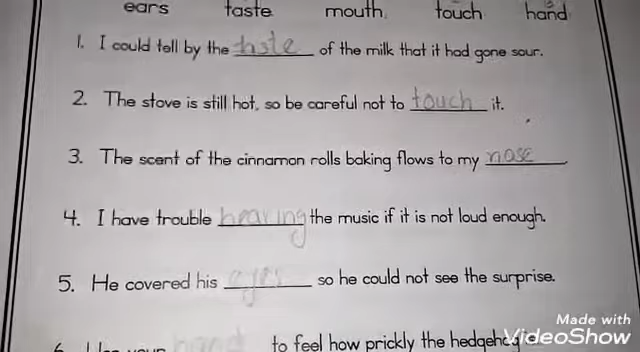 ears taste mouth touch hand
1. I could tell by the taste of the milk that it had gone sour.
2. The stove is still hot, so be careful not to touch it.
3. The scent of the cinnamon rolls baking flows to my nose.
4. I have trouble hearing the music if it is not loud enough.
5. He covered his eyes so he could not see the surprise.
your hand to feel how prickly the
Made with
VideoShow